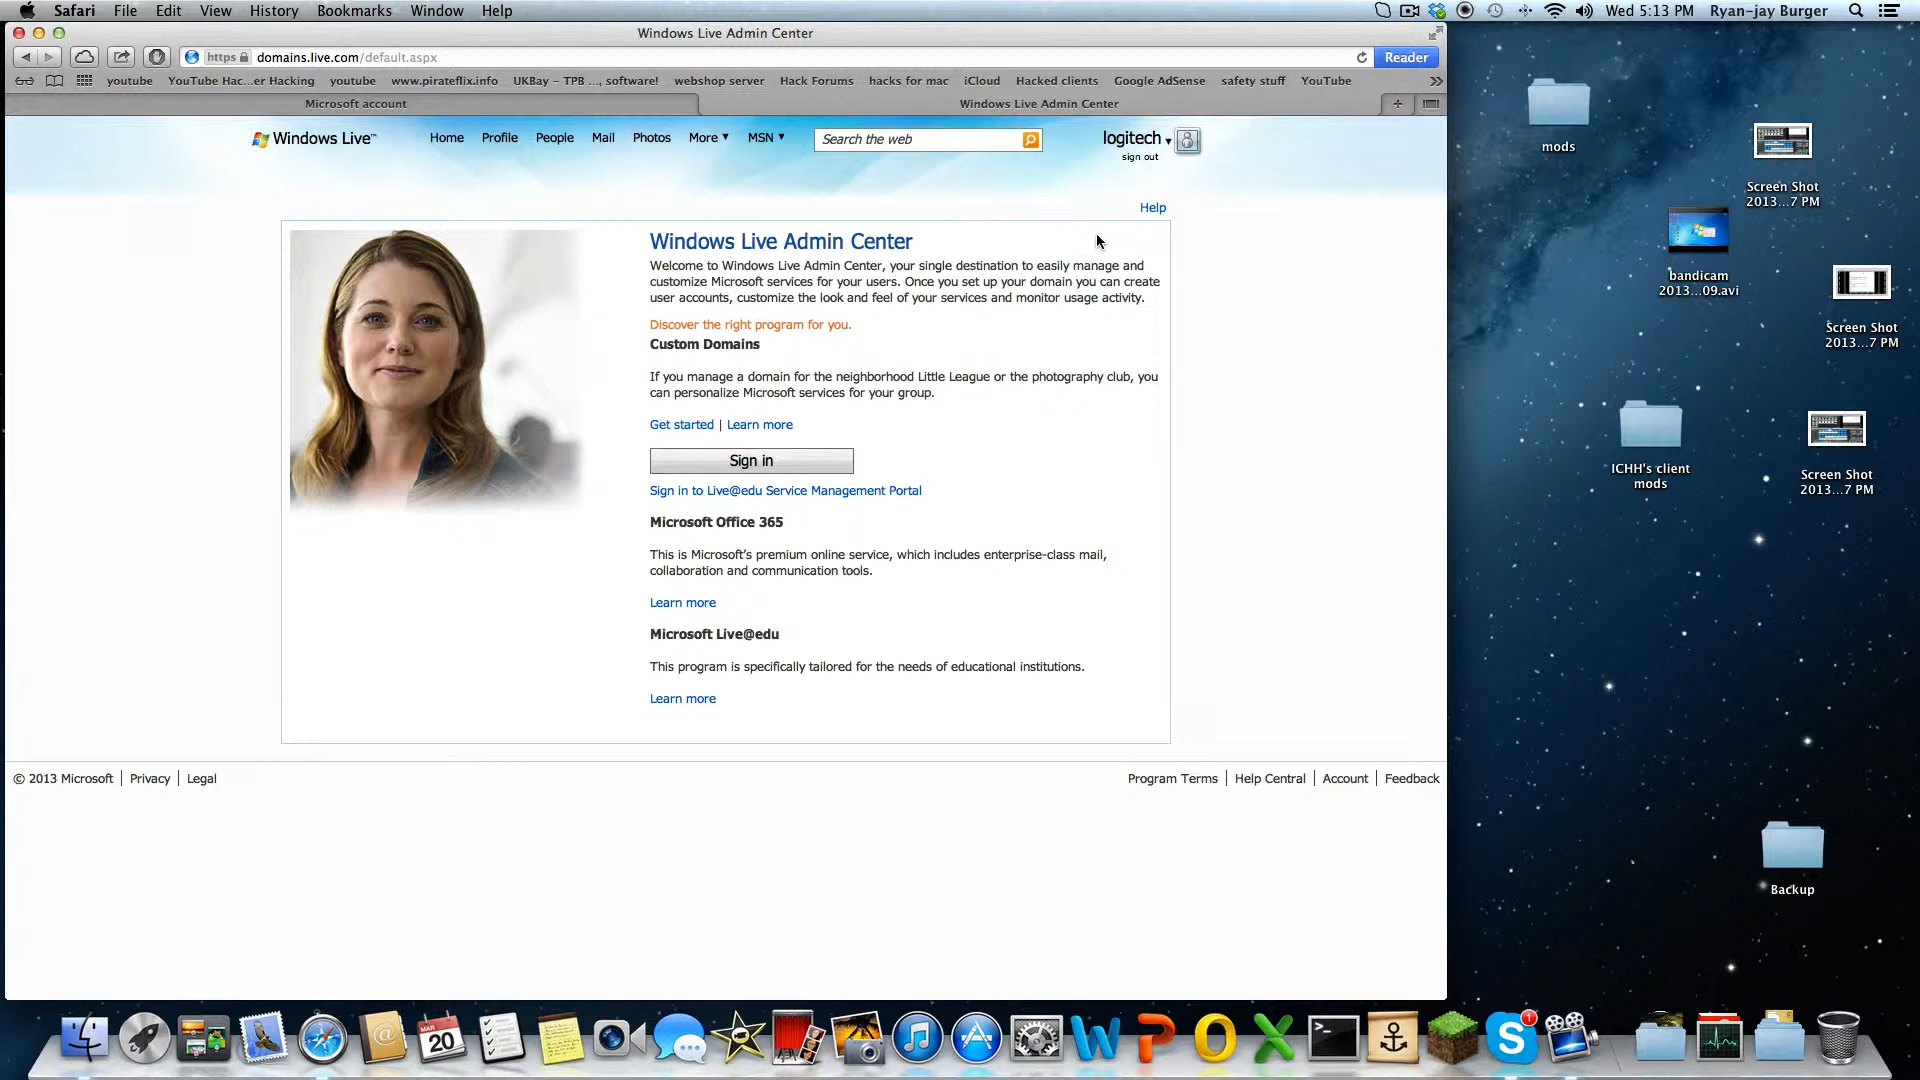 Safari File Edit View History Bookmarks Window Help
Wed 5:13 PM Ryan-jay Burger
Windows Live Admin Center
https domains.live.com/default.aspx
Reader
youtube YouTube Hac...er Hacking youtube www.pirateflix.info UKBay - TPB ..., software! webshop server Hack Forums hacks for mac iCloud Hacked clients Google AdSense safety stuff YouTube
Microsoft account
Windows Live Admin Center
Windows Live™
Home Profile People Mail Photos More MSN
Search the web
logitech
sign out
Help
Windows Live Admin Center
Welcome to Windows Live Admin Center, your single destination to easily manage and
customize Microsoft services for your users. Once you set up your domain you can create
user accounts, customize the look and feel of your services and monitor usage activity.
Discover the right program for you.
Custom Domains
If you manage a domain for the neighborhood Little League or the photography club, you
can personalize Microsoft services for your group.
Get started | Learn more
Sign in
Sign in to Live@edu Service Management Portal
Microsoft Office 365
This is Microsoft's premium online service, which includes enterprise-class mail,
collaboration and communication tools.
Learn more
Microsoft Live@edu
This program is specifically tailored for the needs of educational institutions.
Learn more
© 2013 Microsoft | Privacy | Legal
Program Terms | Help Central | Account | Feedback
mods
Screen Shot
2013...7 PM
bandicam
2013...09.avi
Screen Shot
2013...7 PM
ICHH's client
mods
Screen Shot
2013...7 PM
Backup
MAR
20
1